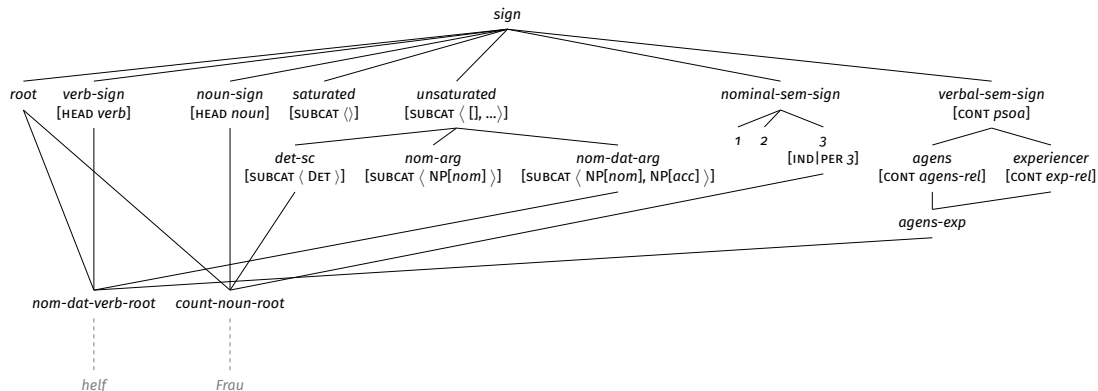 sign
root verb-sign noun-sign saturated unsaturated nominal-sem-sign verbal-sem-sign
[HEAD verb] [HEAD noun] [SUBCAT ⟨⟩] [SUBCAT ⟨ [], ...⟩] [CONT psoa]
1 2 3
[IND|PER 3]
det-sc nom-arg nom-dat-arg agens experiencer
[SUBCAT ⟨ DET ⟩] [SUBCAT ⟨ NP[nom] ⟩] [SUBCAT ⟨ NP[nom], NP[acc] ⟩] [CONT agens-rel] [CONT exp-rel]
agens-exp
nom-dat-verb-root count-noun-root
helf Frau